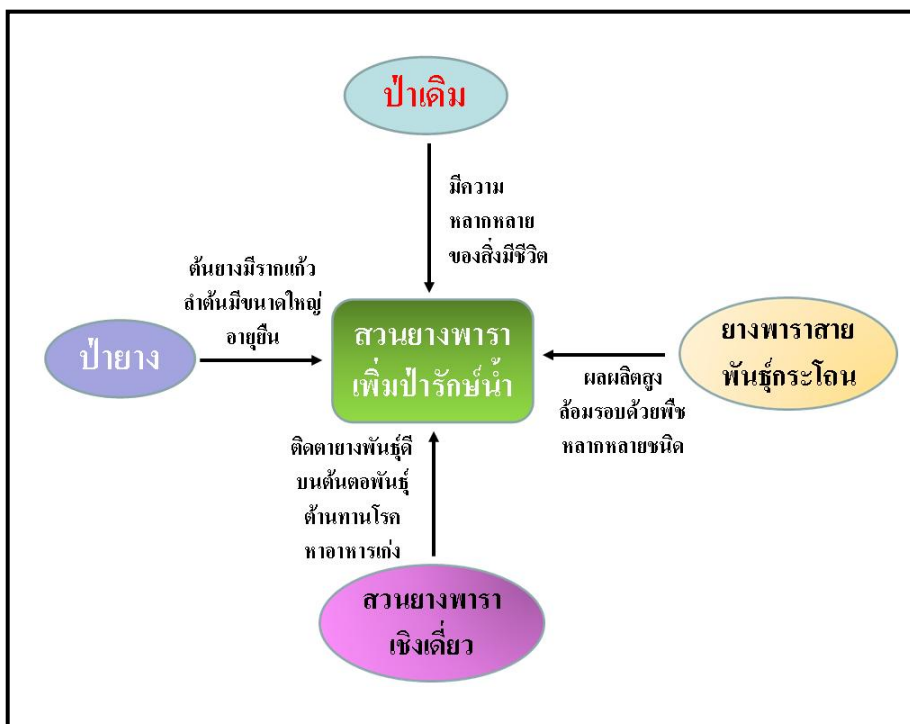 ป่าเดิม
มีความ
หลากหลาย
ของสิ่งมีชีวิต
ต้นยางมีรากแก้ว
ลำต้นมีขนาดใหญ่
อายุยืน
ป่ายาง
สวนยางพารา
เพิ่มป่ารักษ์น้ำ
ยางพาราสาย
พันธุ์กระโถน
ผลผลิตสูง
ล้อมรอบด้วยพืช
หลากหลายชนิด
ติดตายางพันธุ์ดี
บนต้นตอพันธุ์
ต้านทานโรค
หาอาหารเก่ง
สวนยางพารา
เชิงเดี่ยว